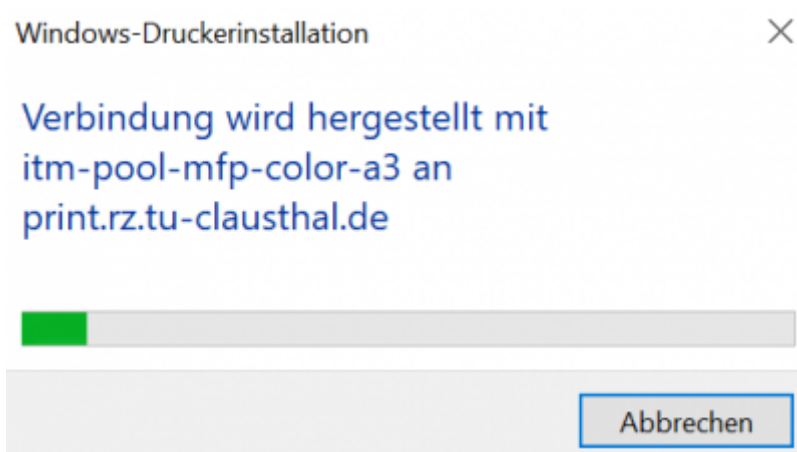 Windows-Druckerinstallation
Verbindung wird hergestellt mit
itm-pool-mfp-color-a3 an
print.rz.tu-clausthal.de
Abbrechen